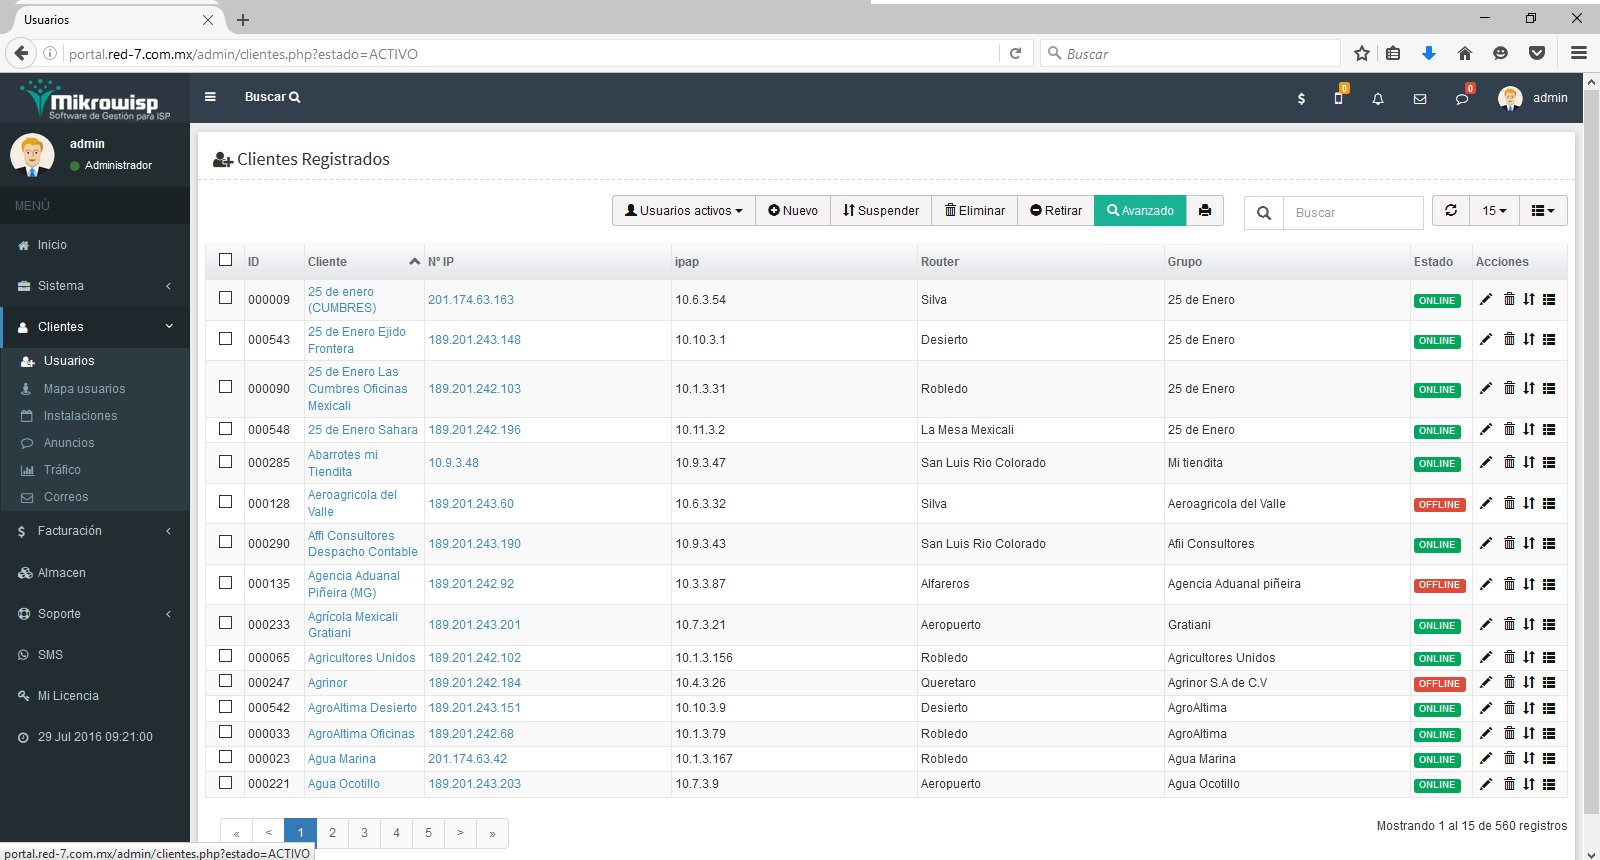 Usuarios
portal.red-7.com.mx/admin/clientes.php?estado=ACTIVO
Buscar
Mikrowisp
Software de Gestión para ISP
Buscar
0
0
admin
admin
Administrador
MENÚ
Inicio
Sistema
Clientes
Usuarios
Mapa usuarios
Instalaciones
Anuncios
Tráfico
Correos
$ Facturación
Almacen
Soporte
SMS
Mi Licencia
29 Jul 2016 09:21:00
Clientes Registrados
Usuarios activos Nuevo Suspender Eliminar Retirar Avanzado Buscar 15
ID Cliente Nº IP ipap Router Grupo Estado Acciones
000009 25 de enero (CUMBRES) 201.174.63.163 10.6.3.54 Silva 25 de Enero ONLINE
000543 25 de Enero Ejido Frontera 189.201.243.148 10.10.3.1 Desierto 25 de Enero ONLINE
000090 25 de Enero Las Cumbres Oficinas Mexicali 189.201.242.103 10.1.3.31 Robledo 25 de Enero ONLINE
000548 25 de Enero Sahara 189.201.242.196 10.11.3.2 La Mesa Mexicali 25 de Enero ONLINE
000285 Abarrotes mi Tiendita 10.9.3.48 10.9.3.47 San Luis Rio Colorado Mi tiendita ONLINE
000128 Aeroagricola del Valle 189.201.243.60 10.6.3.32 Silva Aeroagricola del Valle OFFLINE
000290 Affi Consultores Despacho Contable 189.201.243.190 10.9.3.43 San Luis Rio Colorado Afii Consultores ONLINE
000135 Agencia Aduanal Piñeira (MG) 189.201.242.92 10.3.3.87 Alfareros Agencia Aduanal piñeira OFFLINE
000233 Agrícola Mexicali Gratiani 189.201.243.201 10.7.3.21 Aeropuerto Gratiani ONLINE
000065 Agricultores Unidos 189.201.242.102 10.1.3.156 Robledo Agricultores Unidos ONLINE
000247 Agrinor 189.201.242.184 10.4.3.26 Queretaro Agrinor S.A de C.V OFFLINE
000542 AgroAltima Desierto 189.201.243.151 10.10.3.9 Desierto AgroAltima ONLINE
000033 AgroAltima Oficinas 189.201.242.68 10.1.3.79 Robledo AgroAltima ONLINE
000023 Agua Marina 201.174.63.42 10.1.3.167 Robledo Agua Marina ONLINE
000221 Agua Ocotillo 189.201.243.203 10.7.3.9 Aeropuerto Agua Ocotillo ONLINE
« < 1 2 3 4 5 > »
Mostrando 1 al 15 de 560 registros
portal.red-7.com.mx/admin/clientes.php?estado=ACTIVO